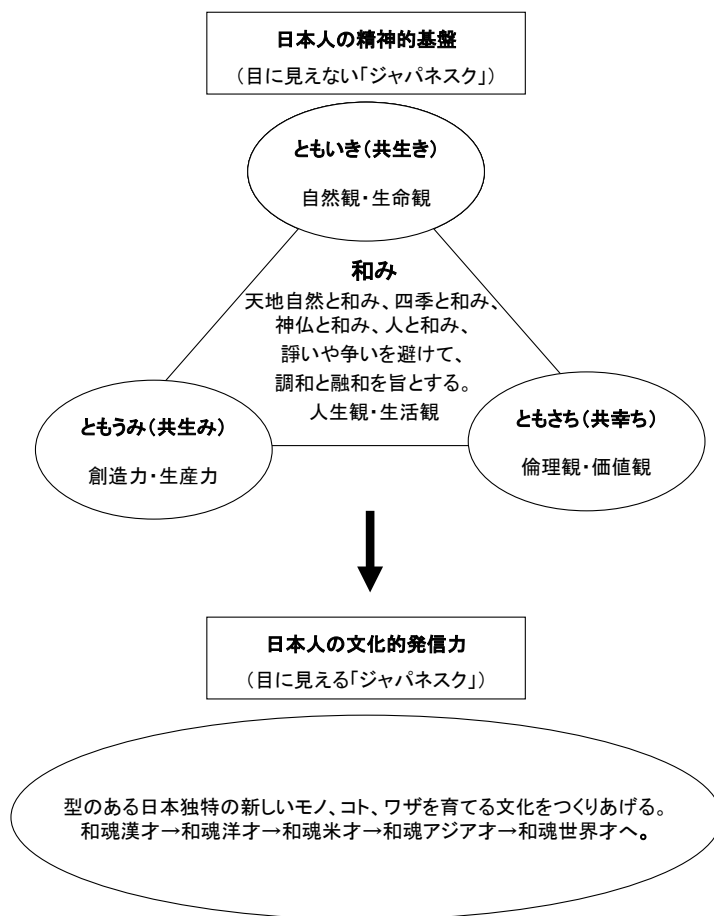 日本人の精神的基盤
（目に見えない「ジャパネスク」）
ともいき（共生き）
自然観・生命観
和み
天地自然と和み、四季と和み、
神仏と和み、人と和み、
諍いや争いを避けて、
調和と融和を旨とする。
人生観・生活観
ともうみ（共生み）
創造力・生産力
ともさち（共幸ち）
倫理観・価値観
日本人の文化的発信力
（目に見える「ジャパネスク」）
型のある日本独特の新しいモノ、コト、ワザを育てる文化をつくりあげる。
和魂漢才→和魂洋才→和魂米才→和魂アジア才→和魂世界才へ。